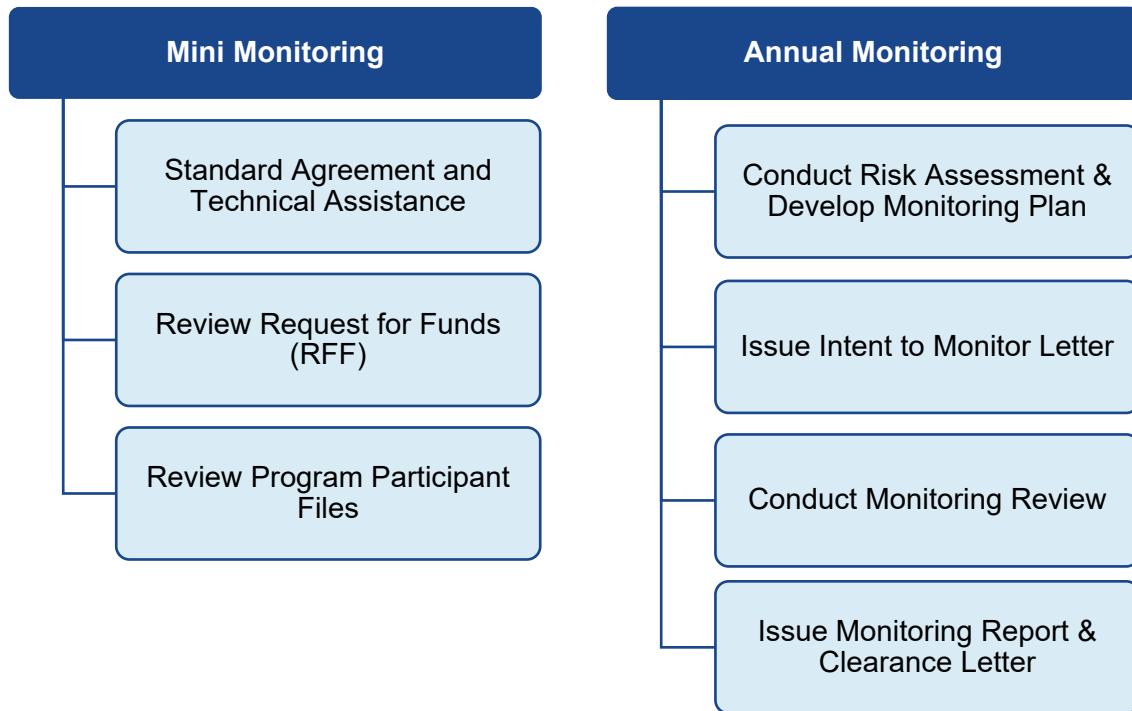 Mini Monitoring
Standard Agreement and
Technical Assistance
Review Request for Funds
(RFF)
Review Program Participant
Files
Annual Monitoring
Conduct Risk Assessment &
Develop Monitoring Plan
Issue Intent to Monitor Letter
Conduct Monitoring Review
Issue Monitoring Report &
Clearance Letter